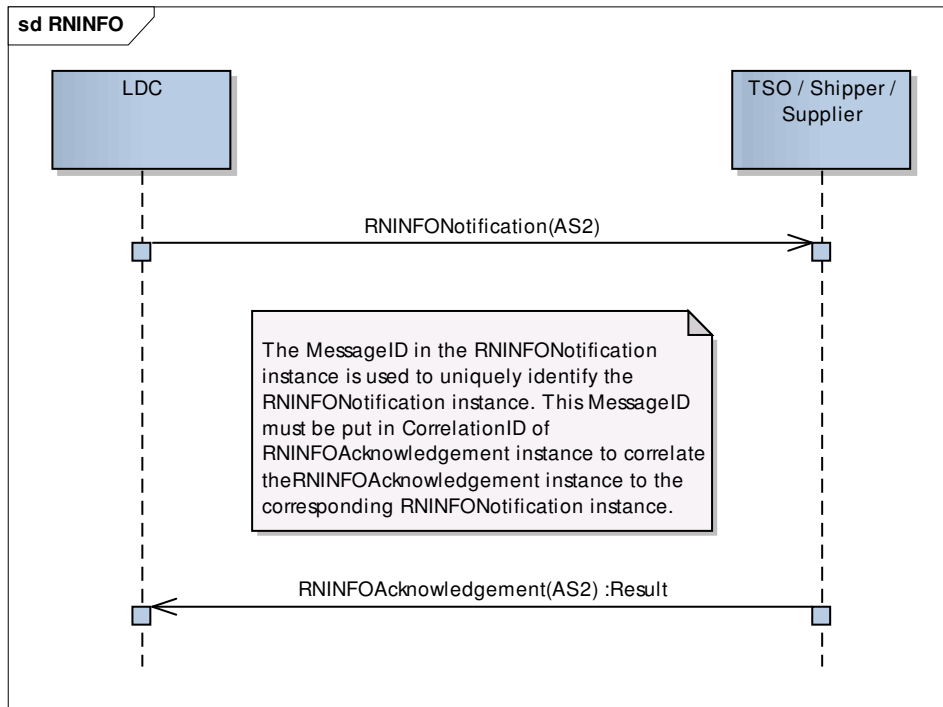 sd RNINFO
LDC
TSO / Shipper /
Supplier
RNINFONotification(AS2)
The MessageID in the RNINFONotification
instance is used to uniquely identify the
RNINFONotification instance. This MessageID
must be put in CorrelationID of
RNINFOAcknowledgement instance to correlate
theRNINFOAcknowledgement instance to the
corresponding RNINFONotification instance.
RNINFOAcknowledgement(AS2) :Result